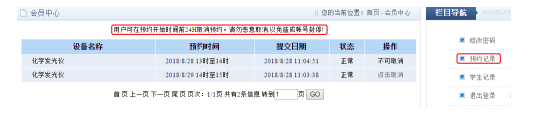 会员中心
您的当前位置：首页 - 会员中心
用户可在预约开始时间前24H取消预约。请勿恶意取消,以免造成帐号封停!
设备名称 预约时间 提交日期 状态 操作
化学发光仪 2018/8/28 13时至14时 2018/8/28 11:04:51 正常 不可取消
化学发光仪 2018/8/29 14时至15时 2018/8/28 11:03:38 正常 点击取消
首页 上一页 下一页 尾页 页次：1/1页 共有2条信息 转到 1 页 GO
栏目导航
修改密码
预约记录
学生记录
退出登录